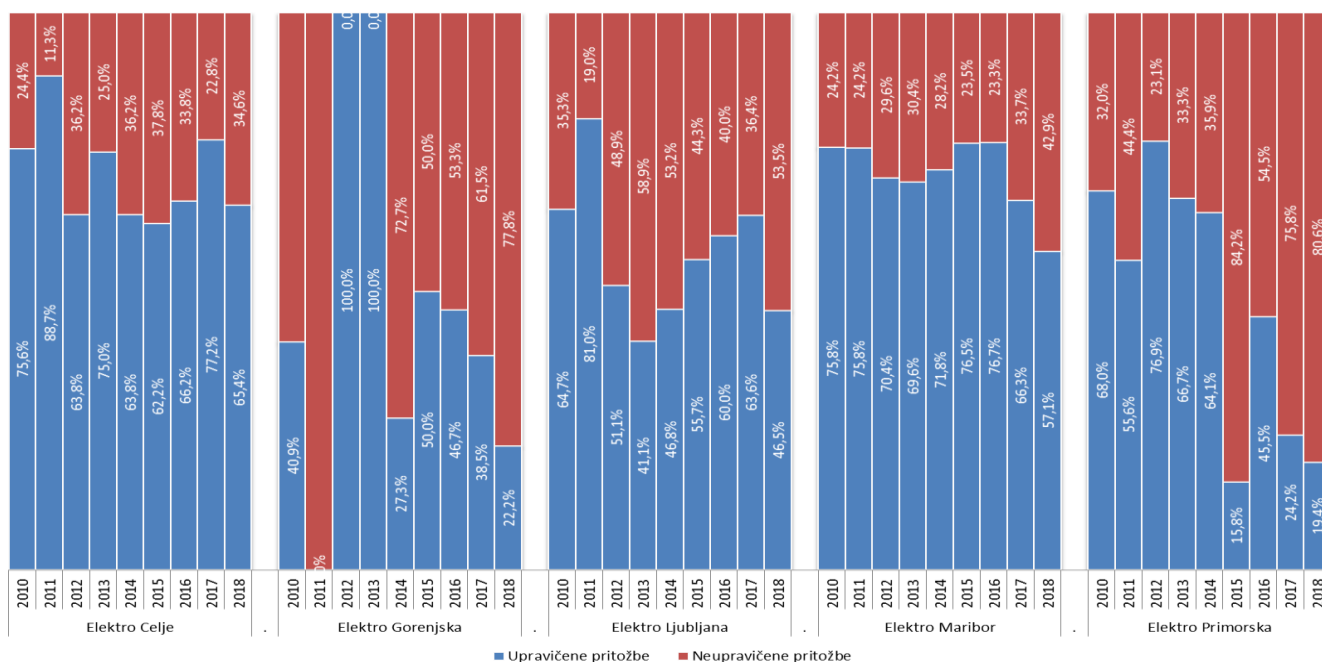 24,4% 11,3% 36,2% 25,0% 36,2% 37,8% 33,8% 22,8% 34,6%
75,6% 88,7% 63,8% 75,0% 63,8% 62,2% 66,2% 77,2% 65,4%
72,7% 50,0% 53,3% 61,5% 77,8%
40,9% 100,0% 100,0% 27,3% 50,0% 46,7% 38,5% 22,2%
35,3% 19,0% 48,9% 58,9% 53,2% 44,3% 40,0% 36,4% 53,5%
64,7% 81,0% 51,1% 41,1% 46,8% 55,7% 60,0% 63,6% 46,5%
24,2% 24,2% 29,6% 30,4% 28,2% 23,5% 23,3% 33,7% 42,9%
75,8% 75,8% 70,4% 69,6% 71,8% 76,5% 76,7% 66,3% 57,1%
32,0% 44,4% 23,1% 33,3% 35,9% 84,2% 54,5% 75,8% 80,6%
68,0% 55,6% 76,9% 66,7% 64,1% 15,8% 45,5% 24,2% 19,4%
2010 2011 2012 2013 2014 2015 2016 2017 2018 2010 2011 2012 2013 2014 2015 2016 2017 2018 2010 2011 2012 2013 2014 2015 2016 2017 2018 2010 2011 2012 2013 2014 2015 2016 2017 2018 2010 2011 2012 2013 2014 2015 2016 2017 2018
Elektro Celje . Elektro Gorenjska . Elektro Ljubljana . Elektro Maribor . Elektro Primorska
Upravičene pritožbe Neupravičene pritožbe